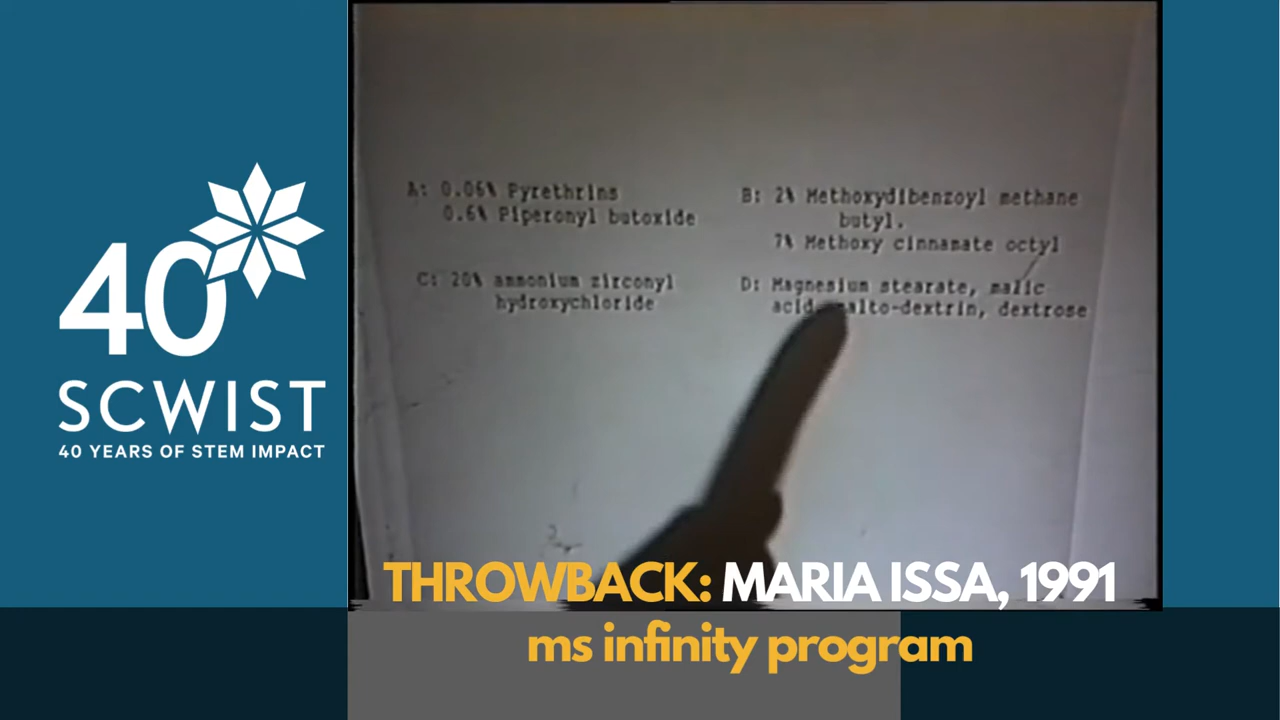 40
SCWIST
40 YEARS OF STEM IMPACT
A: 0.06% Pyrethrins
0.6% Piperonyl butoxide
B: 2% Methoxydibenzoyl methane
butyl.
7% Methoxy cinnamate octyl
C: 20% ammonium zirconyl
hydroxychloride
D: Magnesium stearate, malic
acid, malto-dextrin, dextrose
THROWBACK: MARIA ISSA, 1991
ms infinity program